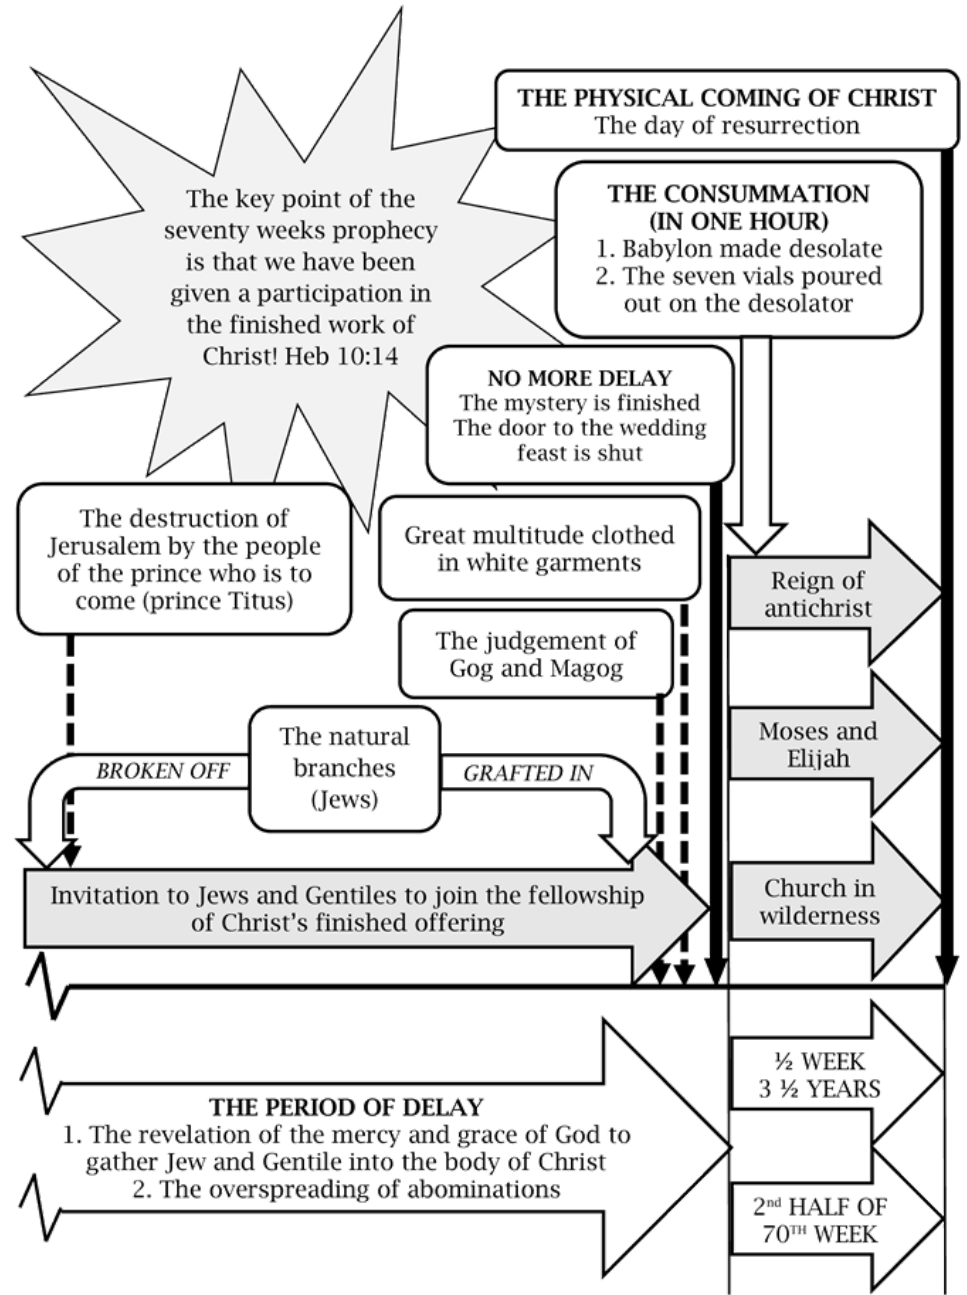 THE PHYSICAL COMING OF CHRIST
The day of resurrection
The key point of the
seventy weeks prophecy
is that we have been
given a participation in
the finished work of
Christ! Heb 10:14
THE CONSUMMATION
(IN ONE HOUR)
1. Babylon made desolate
2. The seven vials poured
out on the desolator
NO MORE DELAY
The mystery is finished
The door to the wedding
feast is shut
The destruction of
Jerusalem by the people
of the prince who is to
come (prince Titus)
Great multitude clothed
in white garments
Reign of
antichrist
The judgement of
Gog and Magog
The natural
branches
(Jews)
BROKEN OFF
GRAFTED IN
Moses and
Elijah
Invitation to Jews and Gentiles to join the fellowship
of Christ's finished offering
Church in
wilderness
½ WEEK
3 ½ YEARS
THE PERIOD OF DELAY
1. The revelation of the mercy and grace of God to
gather Jew and Gentile into the body of Christ
2. The overspreading of abominations
2nd HALF OF
70TH WEEK